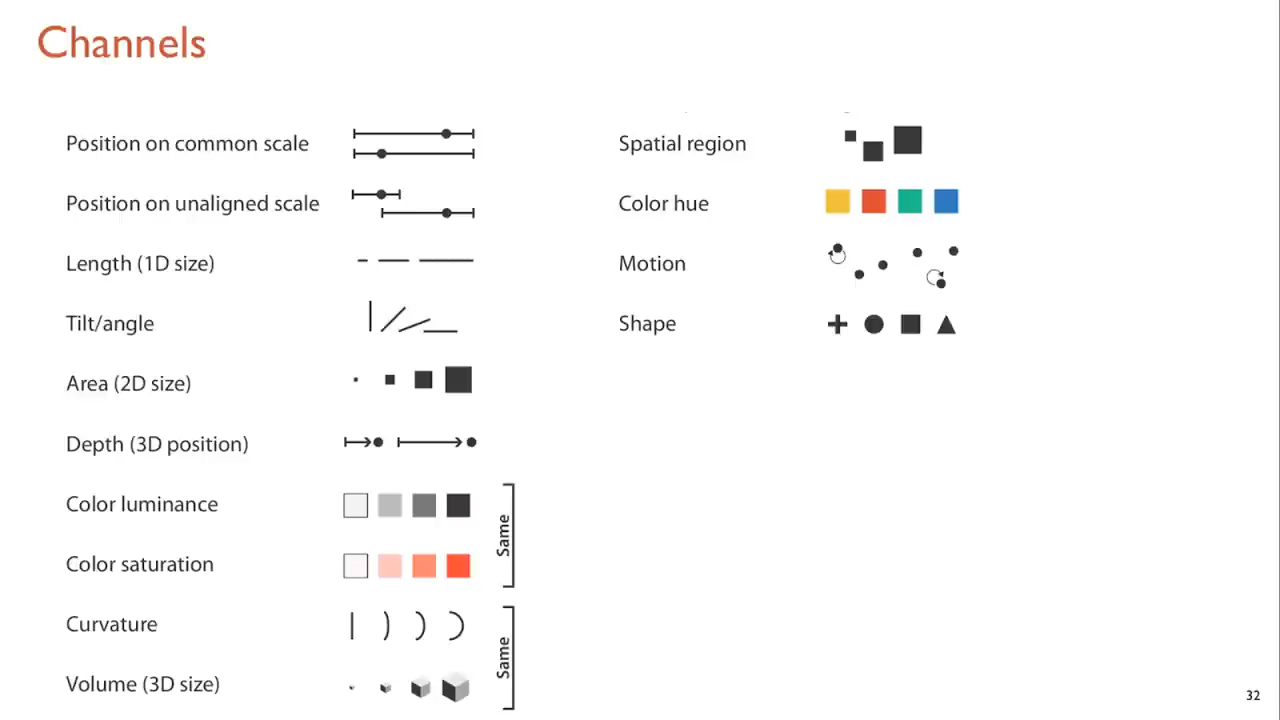 Channels
Position on common scale
Position on unaligned scale
Length (1D size)
Tilt/angle
Area (2D size)
Depth (3D position)
Color luminance
Color saturation
Same
Curvature
Volume (3D size)
Same
Spatial region
Color hue
Motion
Shape
32